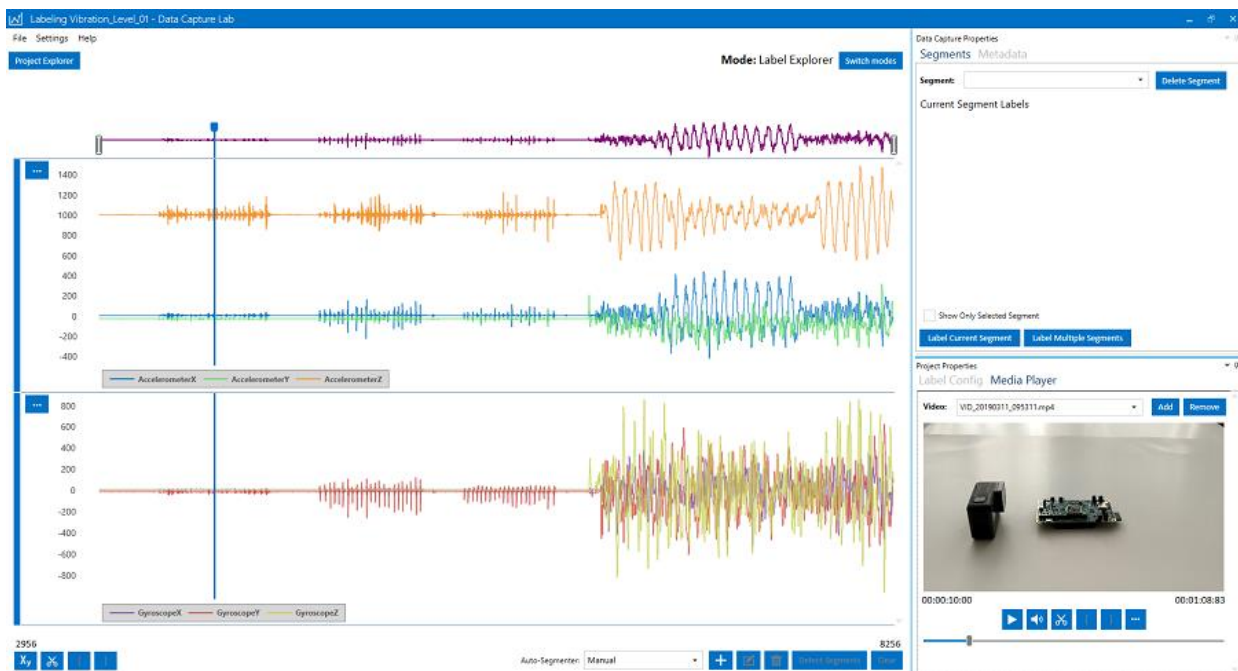 Labeling Vibration_Level_01 - Data Capture Lab
File Settings Help
Project Explorer
Mode: Label Explorer Switch modes
1400
1200
1000
800
600
400
200
0
-200
-400
AccelerometerX AccelerometerY AccelerometerZ
800
600
400
200
0
-200
-400
-600
-800
GyroscopeX GyroscopeY GyroscopeZ
2956 8256
Xy
Auto-Segmenter: Manual Detect Segments Clear
Data Capture Properties
Segments Metadata
Segment: Delete Segment
Current Segment Labels
Show Only Selected Segment
Label Current Segment Label Multiple Segments
Project Properties
Label Config Media Player
Video: VID_20190311_095311.mp4 Add Remove
00:00:10:00 00:01:08:83